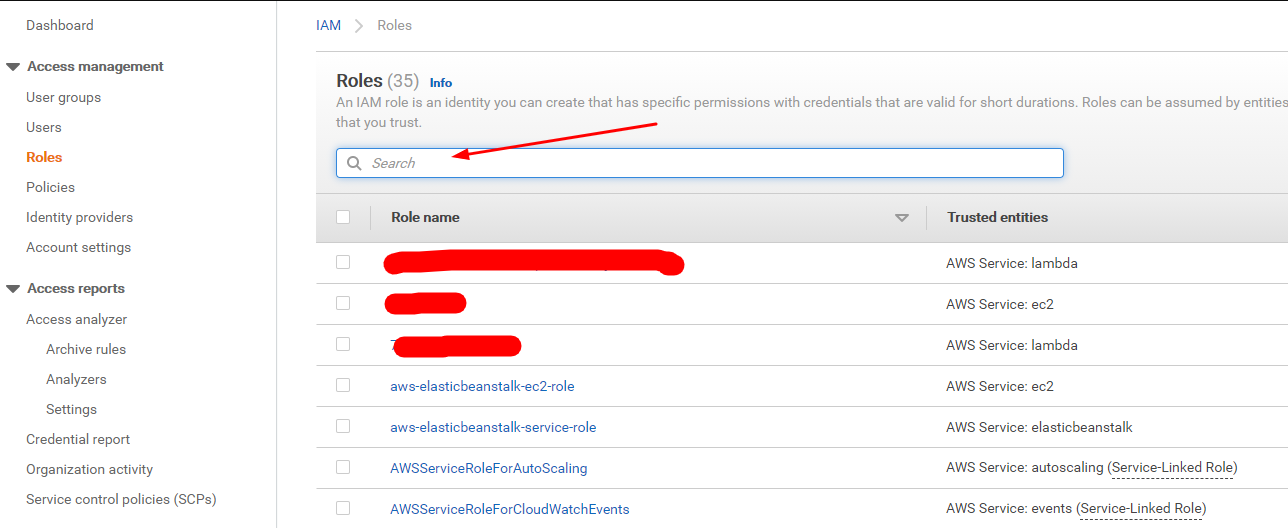 Dashboard
Access management
User groups
Users
Roles
Policies
Identity providers
Account settings
Access reports
Access analyzer
Archive rules
Analyzers
Settings
Credential report
Organization activity
Service control policies (SCPs)
IAM > Roles
Roles (35) Info
An IAM role is an identity you can create that has specific permissions with credentials that are valid for short durations. Roles can be assumed by entities
that you trust.
Search
Role name Trusted entities
AWS Service: lambda
AWS Service: ec2
AWS Service: lambda
aws-elasticbeanstalk-ec2-role AWS Service: ec2
aws-elasticbeanstalk-service-role AWS Service: elasticbeanstalk
AWSServiceRoleForAutoScaling AWS Service: autoscaling (Service-Linked Role)
AWSServiceRoleForCloudWatchEvents AWS Service: events (Service-Linked Role)